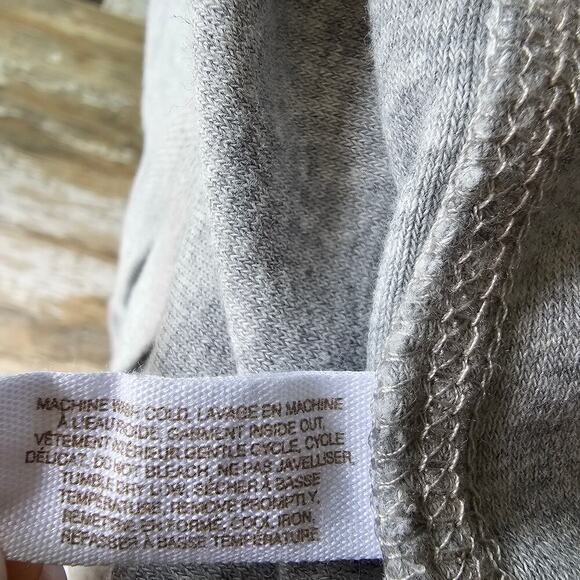 MACHINE WASH COLD, LAVAGE EN MACHINE
À L'EAU FROIDE, GARMENT INSIDE OUT,
VÊTEMENT INTÉRIEUR, GENTLE CYCLE, CYCLE
DÉLICAT, DO NOT BLEACH, NE PAS JAVELLISER,
TUMBLE DRY LOW, SÉCHER À BASSE
TEMPÉRATURE, REMOVE PROMPTLY,
REMETTRE EN FORME, COOL IRON,
REPASSER À BASSE TEMPÉRATURE